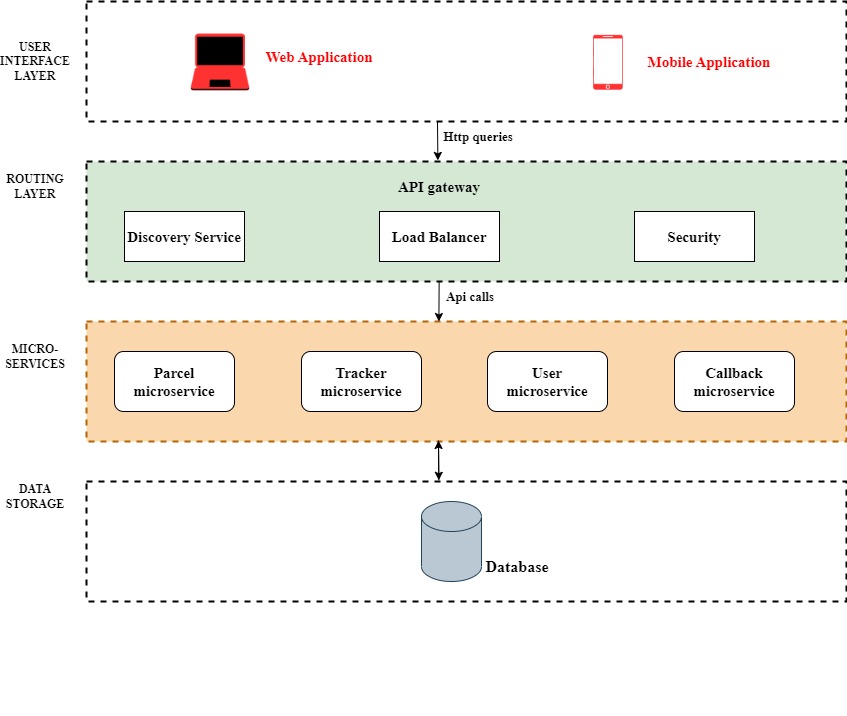 USER
INTERFACE
LAYER
Web Application
Mobile Application
Http queries
ROUTING
LAYER
API gateway
Discovery Service
Load Balancer
Security
Api calls
MICRO-
SERVICES
Parcel
microservice
Tracker
microservice
User
microservice
Callback
microservice
DATA
STORAGE
Database